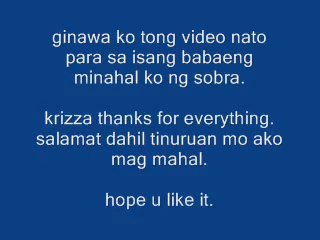 ginawa ko tong video nato
para sa isang babaeng
minahal ko ng sobra.
krizza thanks for everything.
salamat dahil tinuruan mo ako
mag mahal.
hope u like it.